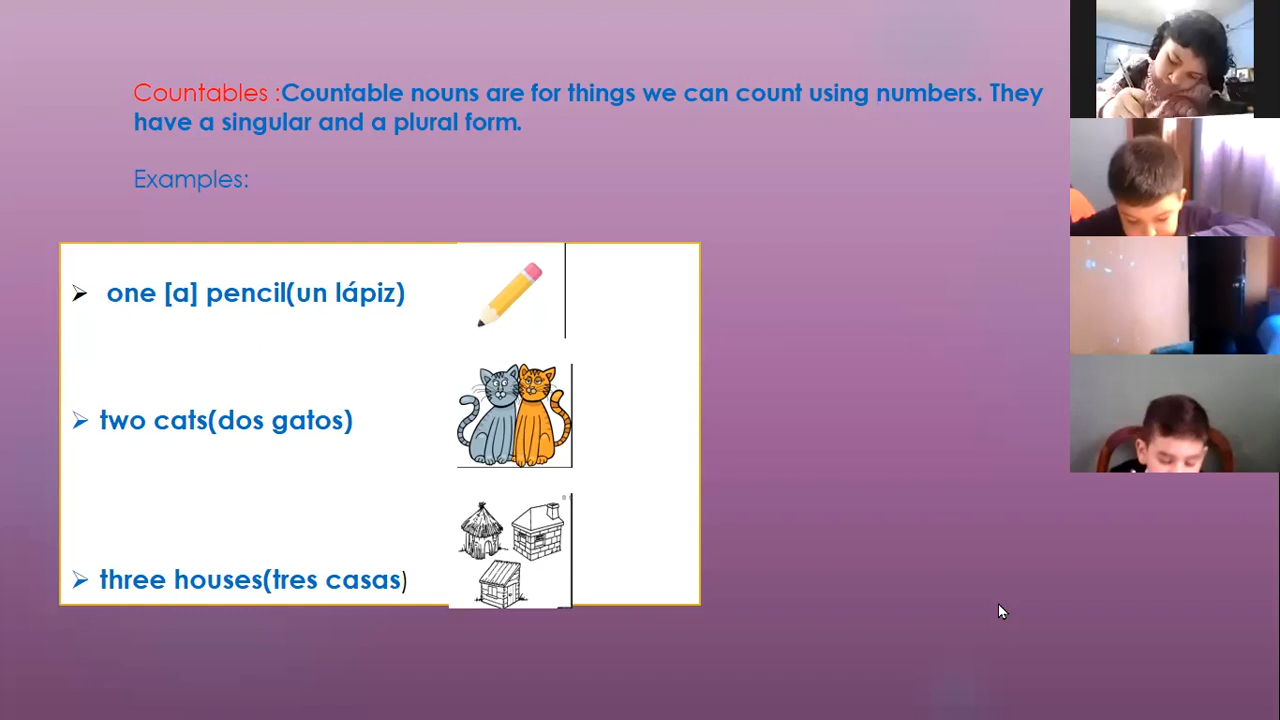 Countables :Countable nouns are for things we can count using numbers. They
have a singular and a plural form.
Examples:
one [a] pencil(un lápiz)
two cats(dos gatos)
three houses(tres casas)